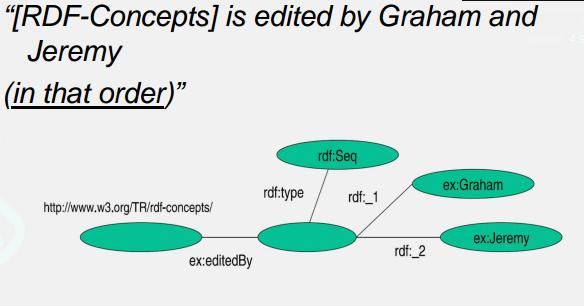 “[RDF-Concepts] is edited by Graham and
Jeremy
(in that order)”
rdf:Seq
rdf:type
rdf:_1
ex:Graham
http://www.w3.org/TR/rdf-concepts/
ex:editedBy
rdf:_2
ex:Jeremy